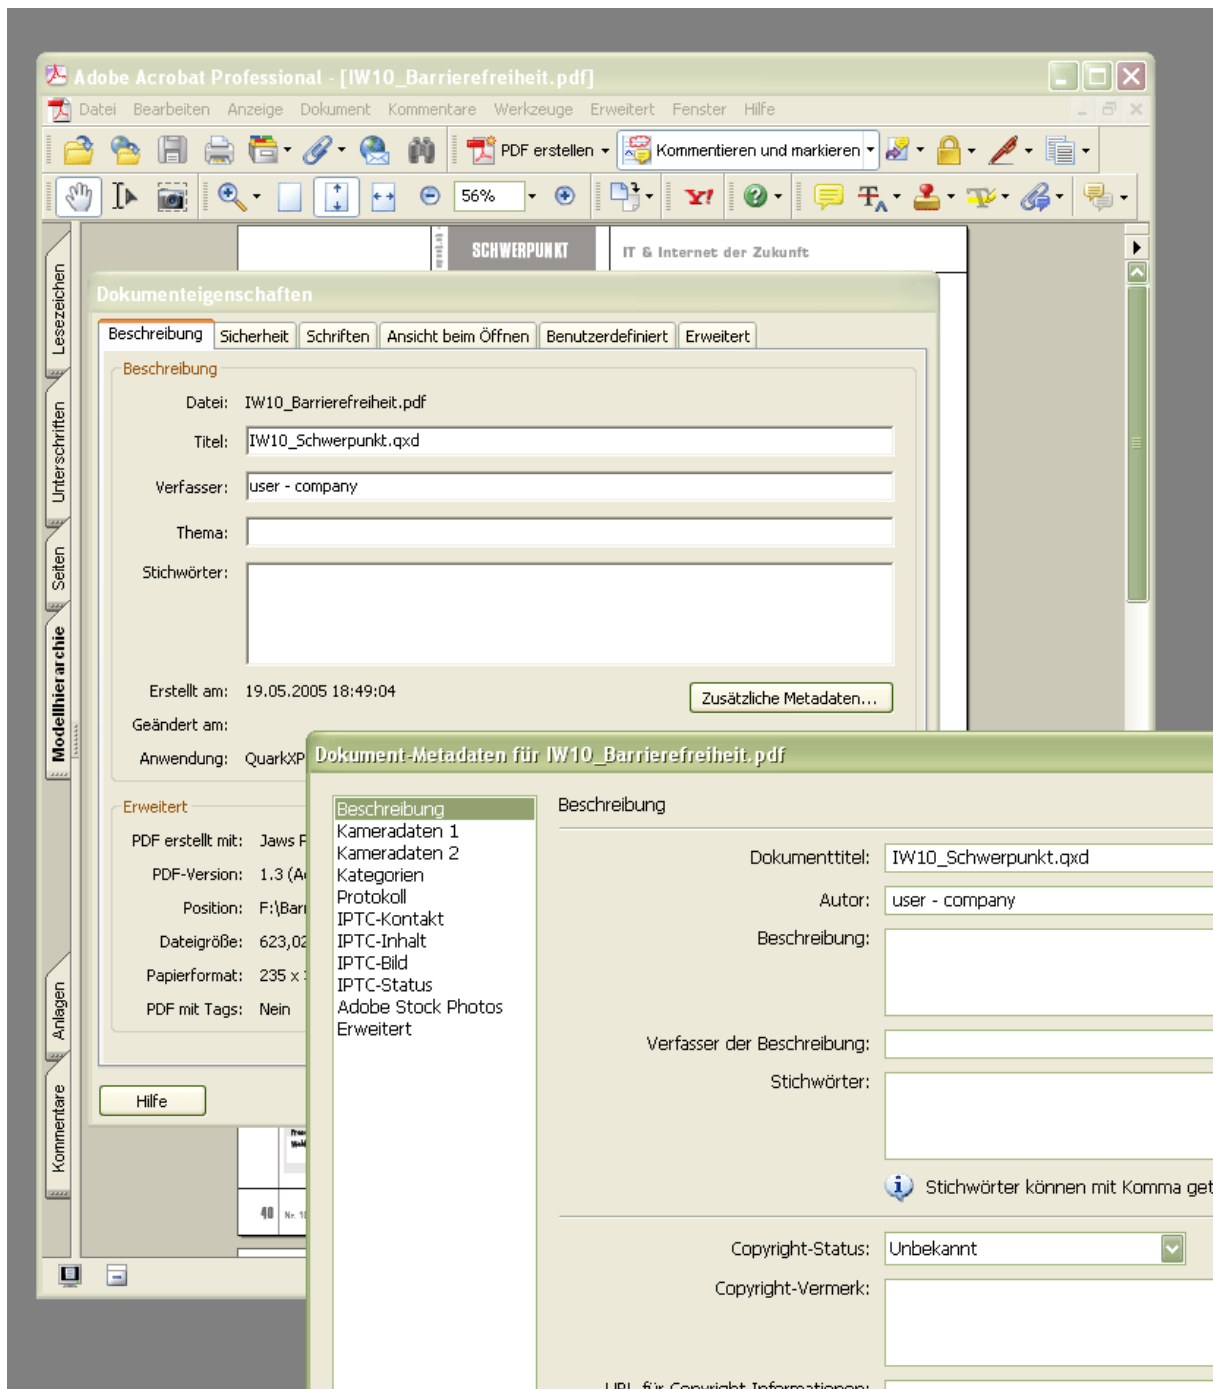 Adobe Acrobat Professional - [IW10_Barrierefreiheit.pdf]
Datei Bearbeiten Anzeige Dokument Kommentare Werkzeuge Erweitert Fenster Hilfe
PDF erstellen Kommentieren und markieren
56%
SCHWERPUNKT IT & Internet der Zukunft
Lesezeichen
Unterschriften
Seiten
Modellhierarchie
Anlagen
Kommentare
Dokumenteigenschaften
Beschreibung Sicherheit Schriften Ansicht beim Öffnen Benutzerdefiniert Erweitert
Beschreibung
Datei: IW10_Barrierefreiheit.pdf
Titel: IW10_Schwerpunkt.qxd
Verfasser: user - company
Thema:
Stichwörter:
Erstellt am: 19.05.2005 18:49:04
Zusätzliche Metadaten...
Geändert am:
Anwendung: QuarkXP
Erweitert
PDF erstellt mit: Jaws
PDF-Version: 1.3
Position: F:\Barr
Dateigröße: 623,02
Papierformat: 235 x
PDF mit Tags: Nein
Hilfe
40 Nr.
Dokument-Metadaten für IW10_Barrierefreiheit.pdf
Beschreibung
Kameradaten 1
Kameradaten 2
Kategorien
Protokoll
IPTC-Kontakt
IPTC-Inhalt
IPTC-Bild
IPTC-Status
Adobe Stock Photos
Erweitert
Beschreibung
Dokumenttitel: IW10_Schwerpunkt.qxd
Autor: user - company
Beschreibung:
Verfasser der Beschreibung:
Stichwörter:
Stichwörter können mit Komma get
Copyright-Status: Unbekannt
Copyright-Vermerk:
URL für Copyright-Informationen: